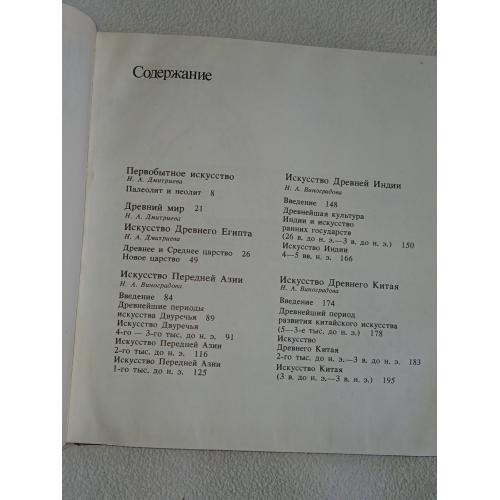 Содержание
Первобытное искусство
Н. А. Дмитриева
Палеолит и неолит 8
Древний мир 21
Н. А. Дмитриева
Искусство Древнего Египта
Н. А. Дмитриева
Древнее и Среднее царство 26
Новое царство 49
Искусство Передней Азии
Н. А. Виноградова
Введение 84
Древнейшие периоды
искусства Двуречья 89
Искусство Двуречья
4-го — 3-го тыс. до н. э. 91
Искусство Передней Азии
2-го тыс. до н. э. 116
Искусство Передней Азии
1-го тыс. до н. э. 125
Искусство Древней Индии
Н. А. Виноградова
Введение 148
Древнейшая культура
Индии и искусство
ранних государств
(26 в. до н. э.—3 в. до н. э.) 150
Искусство Индии
4—5 вв. н. э. 166
Искусство Древнего Китая
Н. А. Виноградова
Введение 174
Древнейший период
развития китайского искусства
(5—3-е тыс. до н. э.) 178
Искусство
Древнего Китая
2-го тыс. до н. э.—3 в. до н. э. 183
Искусство Китая
(3 в. до н. э.—3 в. н. э.) 195